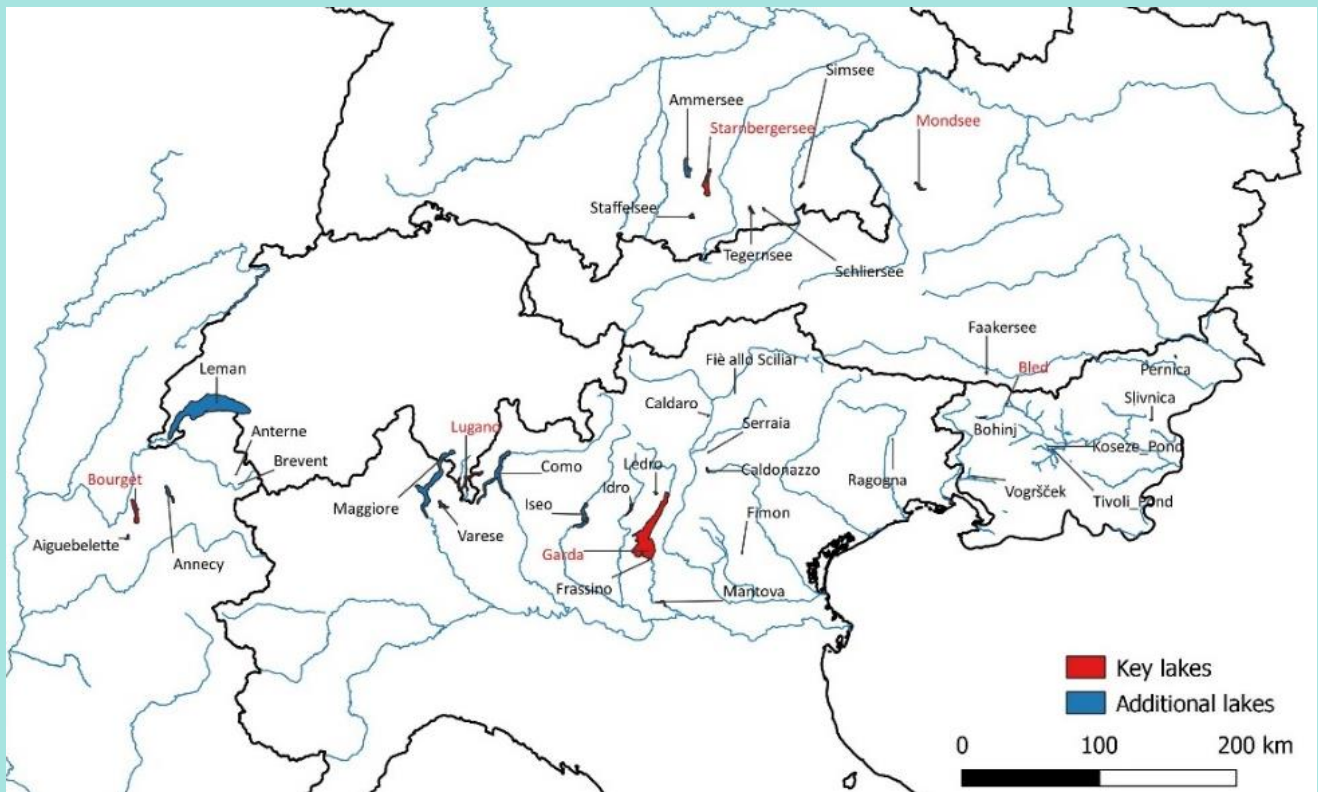 Simsee
Ammersee
Starnbergersee
Mondsee
Staffelsee
Tegernsee
Schliersee
Faakersee
Leman
Fiè allo Sciliar
Bled
Pernica
Caldaro
Slivnica
Anterne
Lugano
Serraia
Bohinj
Koseze_Pond
Brevent
Como
Ledro
Caldonazzo
Bourget
Idro
Ragogna
Vogršček
Tivoli_Pond
Maggiore
Iseo
Fimon
Varese
Aiguebelette
Garda
Annecy
Frassino
Mantova
Key lakes
Additional lakes
0 100 200 km